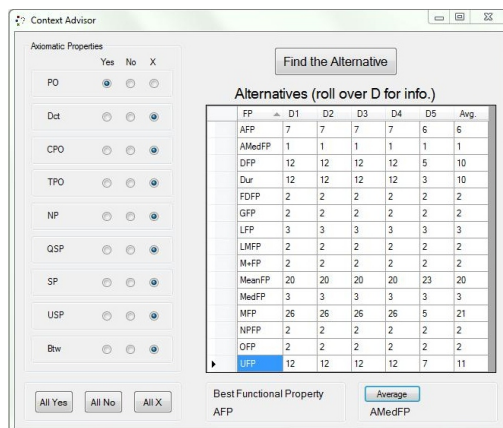 Context Advisor
Axiomatic Properties
Yes No X
PO
Dct
CPO
TPO
NP
QSP
SP
USP
Btw
All Yes All No All X
Find the Alternative
Alternatives (roll over D for info.)
FP D1 D2 D3 D4 D5 Avg.
AFP 7 7 7 7 6 6
AMedFP 1 1 1 1 1 1
DFP 12 12 12 12 5 10
Dur 12 12 12 12 3 10
FDFP 2 2 2 2 2 2
GFP 2 2 2 2 2 2
LFP 3 3 3 3 3 3
LMFP 2 2 2 2 2 2
M+FP 2 2 2 2 2 2
MeanFP 20 20 20 20 23 20
MedFP 3 3 3 3 3 3
MFP 26 26 26 26 5 21
NPFP 2 2 2 2 2 2
OFP 2 2 2 2 2 2
UFP 12 12 12 12 7 11
Best Functional Property
AFP
Average
AMedFP